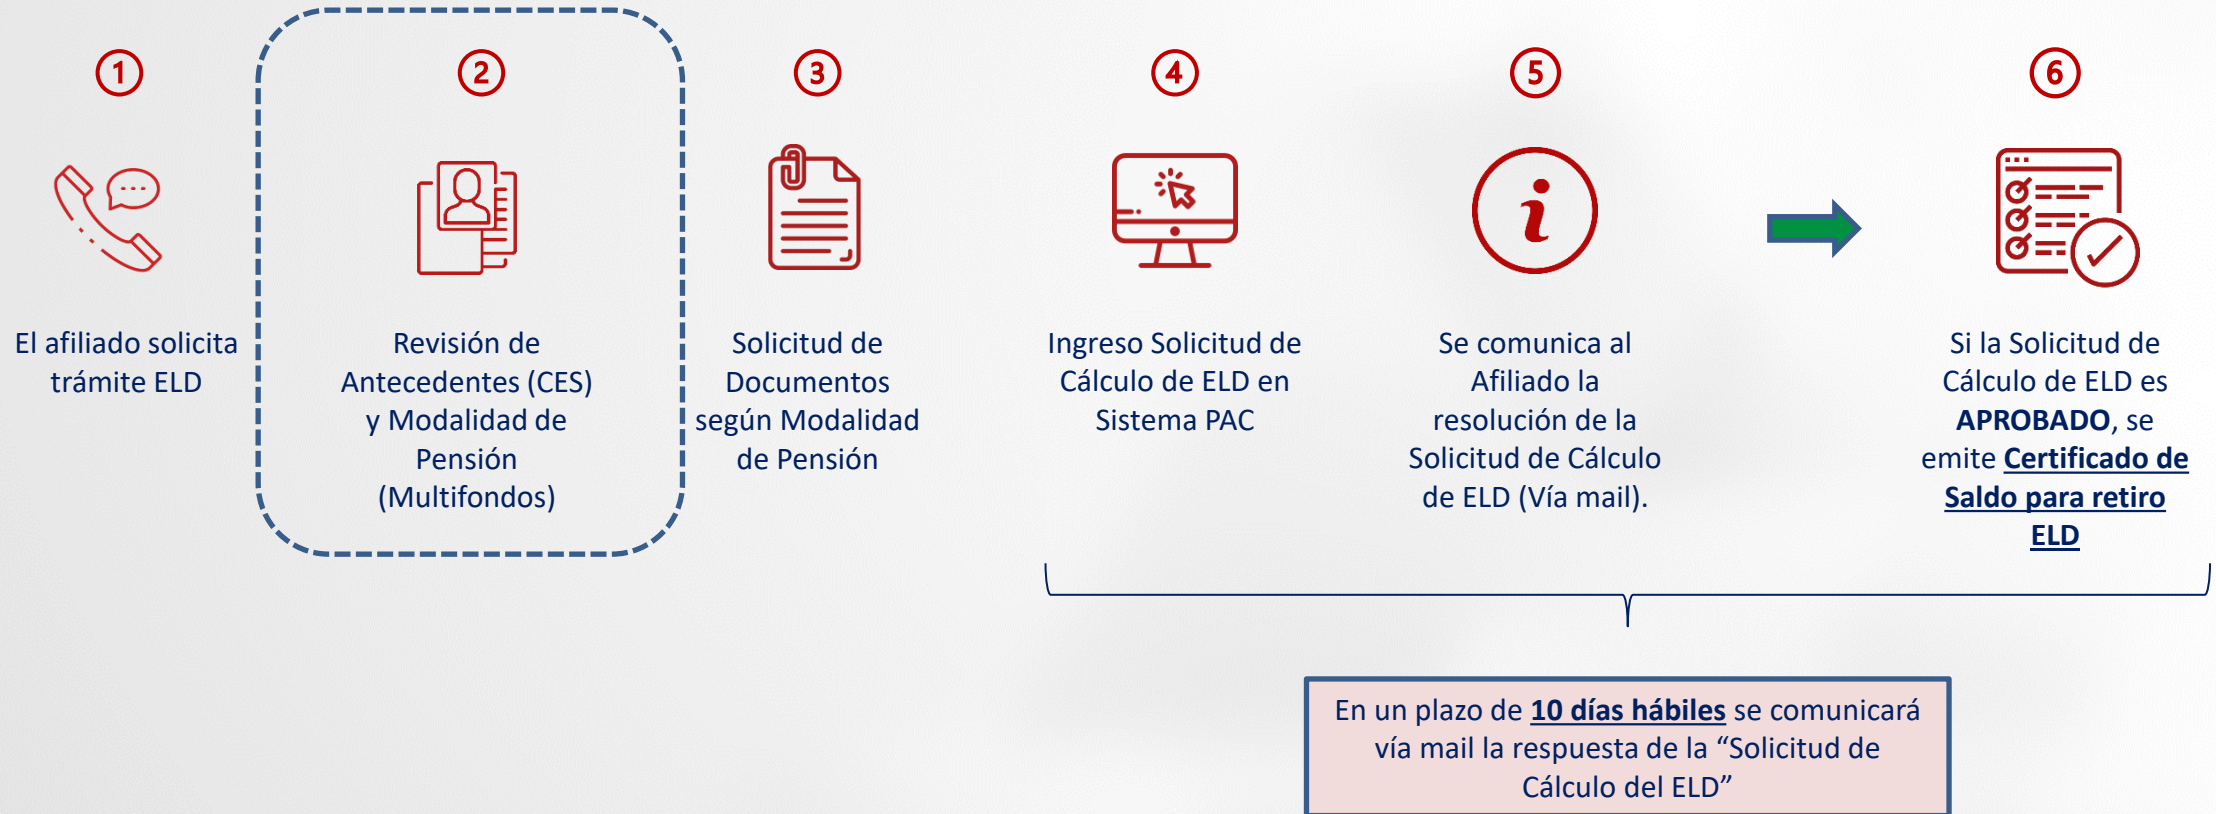 1
El afiliado solicita
trámite ELD
2
Revisión de
Antecedentes (CES)
y Modalidad de
Pensión
(Multifondos)
3
Solicitud de
Documentos
según Modalidad
de Pensión
4
Ingreso Solicitud de
Cálculo de ELD en
Sistema PAC
5
i
Se comunica al
Afiliado la
resolución de la
Solicitud de Cálculo
de ELD (Vía mail).
6
Si la Solicitud de
Cálculo de ELD es
APROBADO, se
emite Certificado de
Saldo para retiro
ELD
En un plazo de 10 días hábiles se comunicará
vía mail la respuesta de la “Solicitud de
Cálculo del ELD”